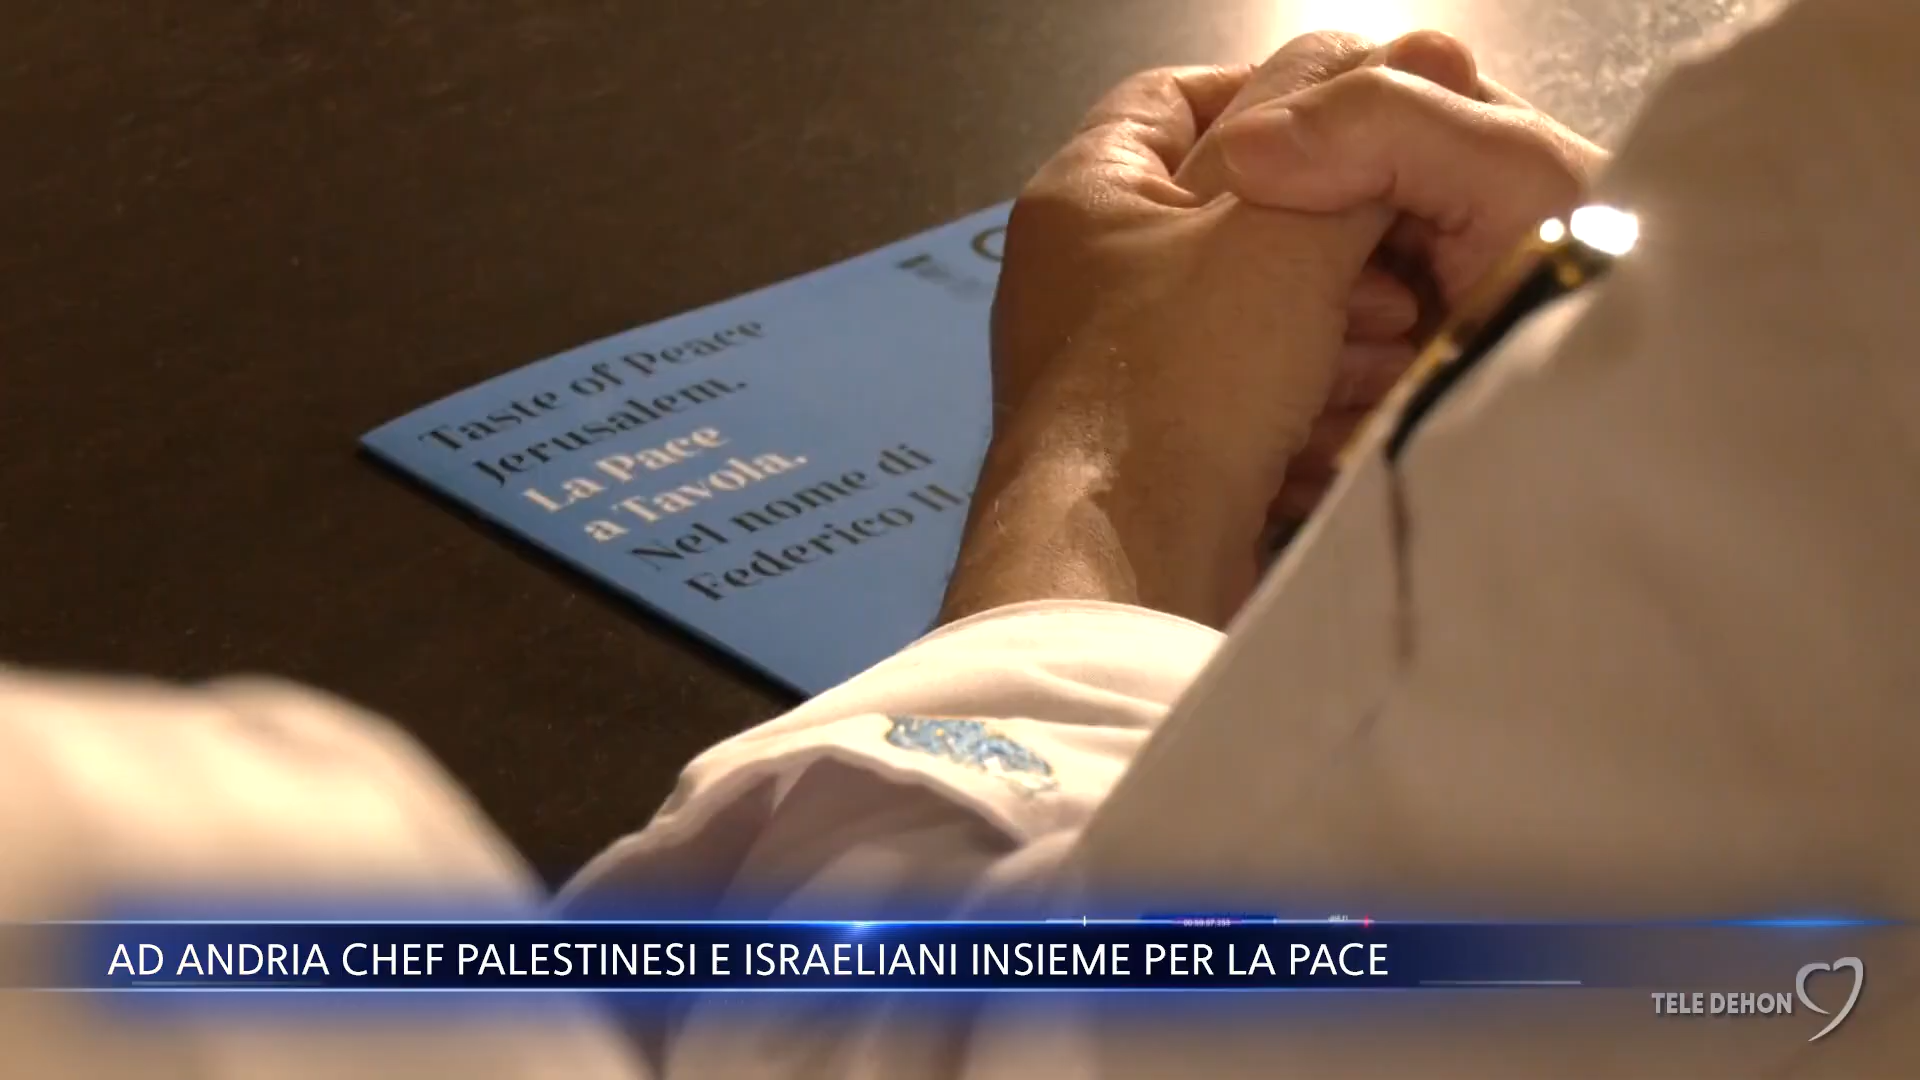 Taste of Peace
Jerusalem.
La Pace
a Tavola.
Nel nome di
Federico II.
AD ANDRIA CHEF PALESTINESI E ISRAELIANI INSIEME PER LA PACE
TELE DEHON